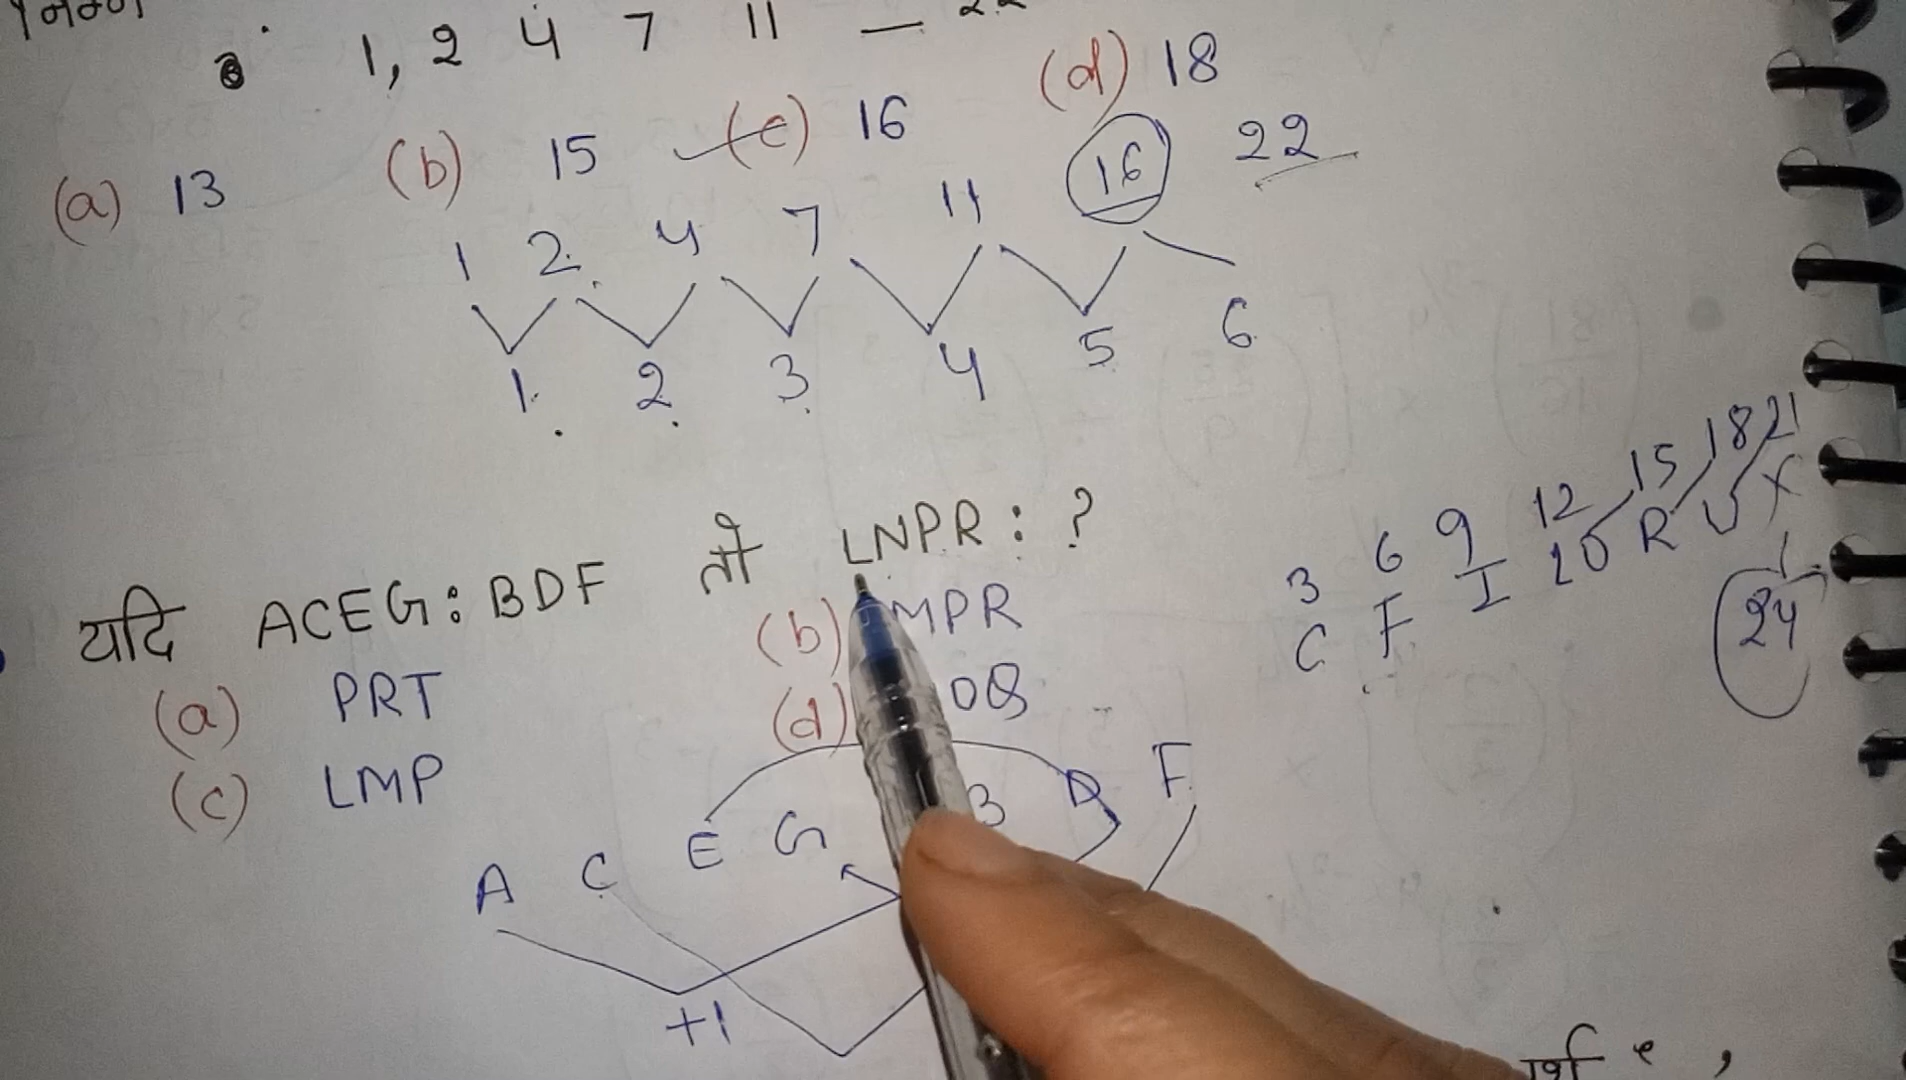 1, 2 4 7 11 —
(a) 13 (b) 15 (c) 16 (d) 18
1 2 4 7 11 16 22
1 2 3 4 5 6
यदि ACEG : BDF तो LNPR : ?
(a) PRT (b) MPR
(c) LMP (d) OQ
A C E G B D F
+1
3 6 9 12 15 18 21
C F I L O R U X
24